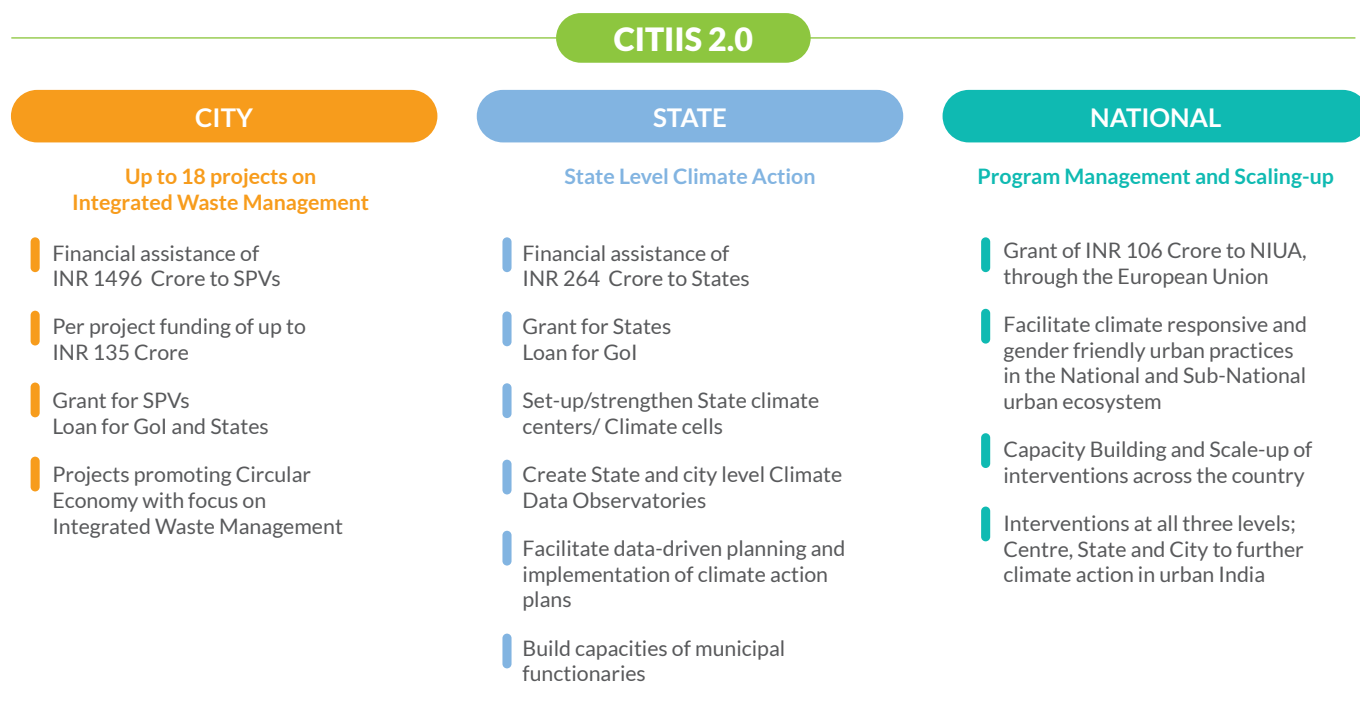 CITIIS 2.0
CITY
Up to 18 projects on
Integrated Waste Management
Financial assistance of
INR 1496 Crore to SPVs
Per project funding of up to
INR 135 Crore
Grant for SPVs
Loan for GoI and States
Projects promoting Circular
Economy with focus on
Integrated Waste Management
STATE
State Level Climate Action
Financial assistance of
INR 264 Crore to States
Grant for States
Loan for GoI
Set-up/strengthen State climate
centers/ Climate cells
Create State and city level Climate
Data Observatories
Facilitate data-driven planning and
implementation of climate action
plans
Build capacities of municipal
functionaries
NATIONAL
Program Management and Scaling-up
Grant of INR 106 Crore to NIUA,
through the European Union
Facilitate climate responsive and
gender friendly urban practices
in the National and Sub-National
urban ecosystem
Capacity Building and Scale-up of
interventions across the country
Interventions at all three levels;
Centre, State and City to further
climate action in urban India